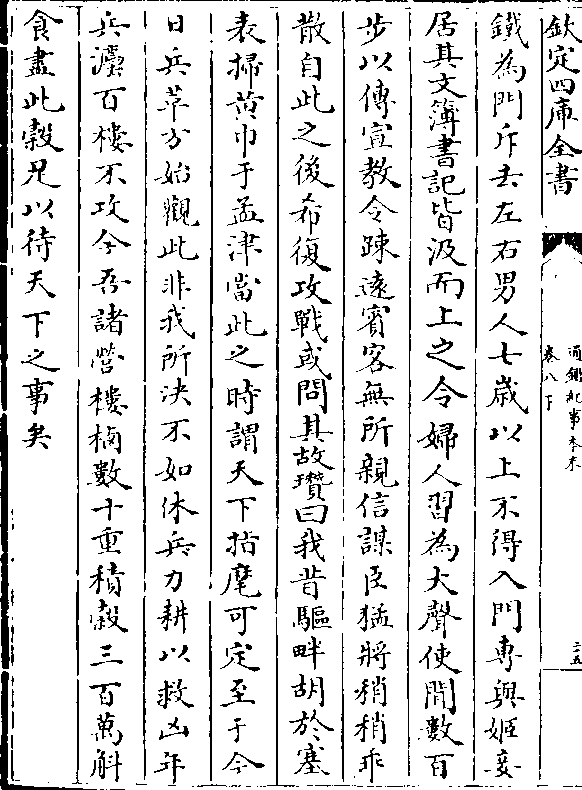 欽定四庫全書
通鑑紀事本末
卷八下
二五
鐵為門斥去左右男人七歲以上不得入門專與姬妾
居其文簿書記皆汲而上之令婦人習為大聲使聞數百
步以傳宣教令踈遠賓客無所親信謀臣猛將稍稍乖
散自此之後希復攻戰或問其故瓚曰我昔驅畔胡於塞
表掃黃巾于孟津當此之時謂天下指麾可定至于今
日兵革方始觀此非我所決不如休兵力耕以救凶年
兵灋百樓不攻今吾諸營樓櫓數十重積穀三百萬斛
食盡此穀足以待天下之事矣